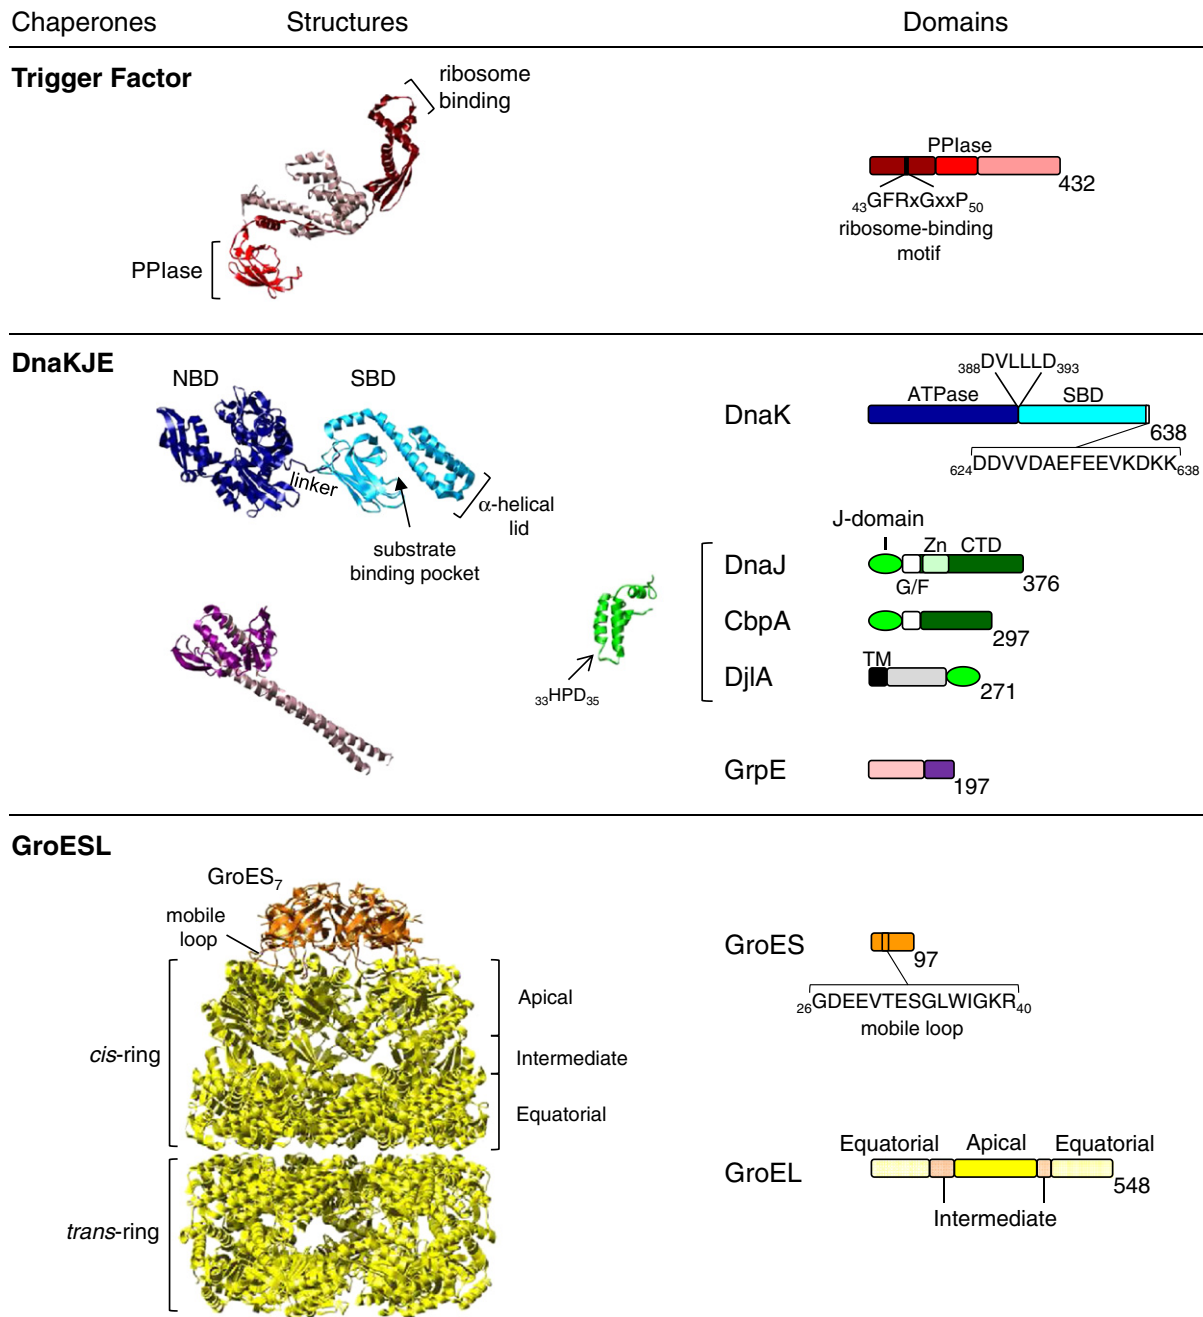 Chaperones Structures Domains
Trigger Factor
ribosome
binding
PPIase
PPIase
432
43GFRxGxxP50
ribosome-binding
motif
DnaKJE
NBD SBD
linker
α-helical
lid
substrate
binding pocket
33HPD35
DnaK
388DVLLLD393
ATPase SBD
638
624DDVVDAEFEEVKDKK638
J-domain
DnaJ
Zn CTD
G/F
376
CbpA
297
DjlA
TM
271
GrpE
197
GroESL
GroES7
mobile
loop
cis-ring
Apical
Intermediate
Equatorial
trans-ring
GroES
97
26GDEEVTESGLWIGKR40
mobile loop
GroEL
Equatorial Apical Equatorial
548
Intermediate